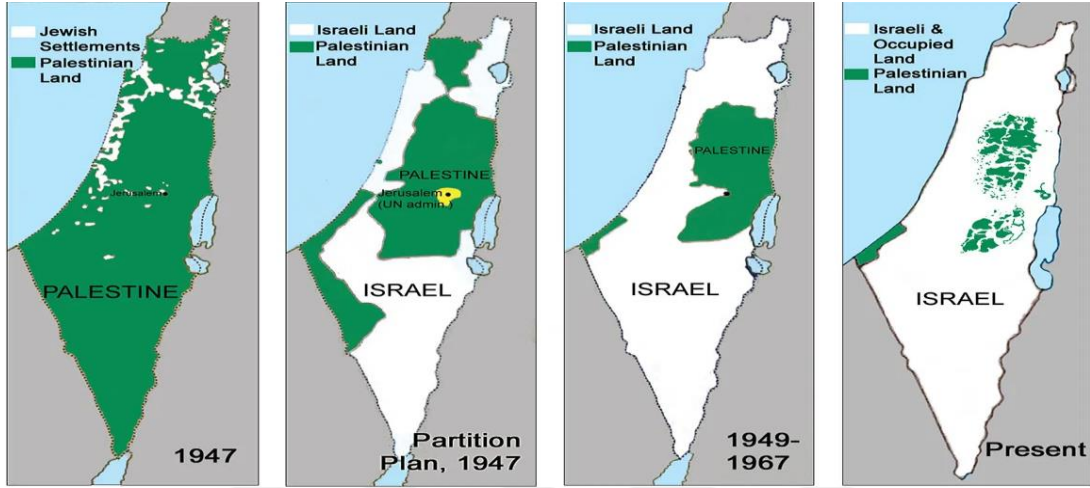 Jewish
Settlements
Palestinian
Land
Jerusalem
PALESTINE
1947
Israeli Land
Palestinian
Land
PALESTINE
Jerusalem
(UN admin.)
ISRAEL
Partition
Plan, 1947
Israeli Land
Palestinian
Land
PALESTINE
ISRAEL
1949-
1967
Israeli &
Occupied
Land
Palestinian
Land
ISRAEL
Present